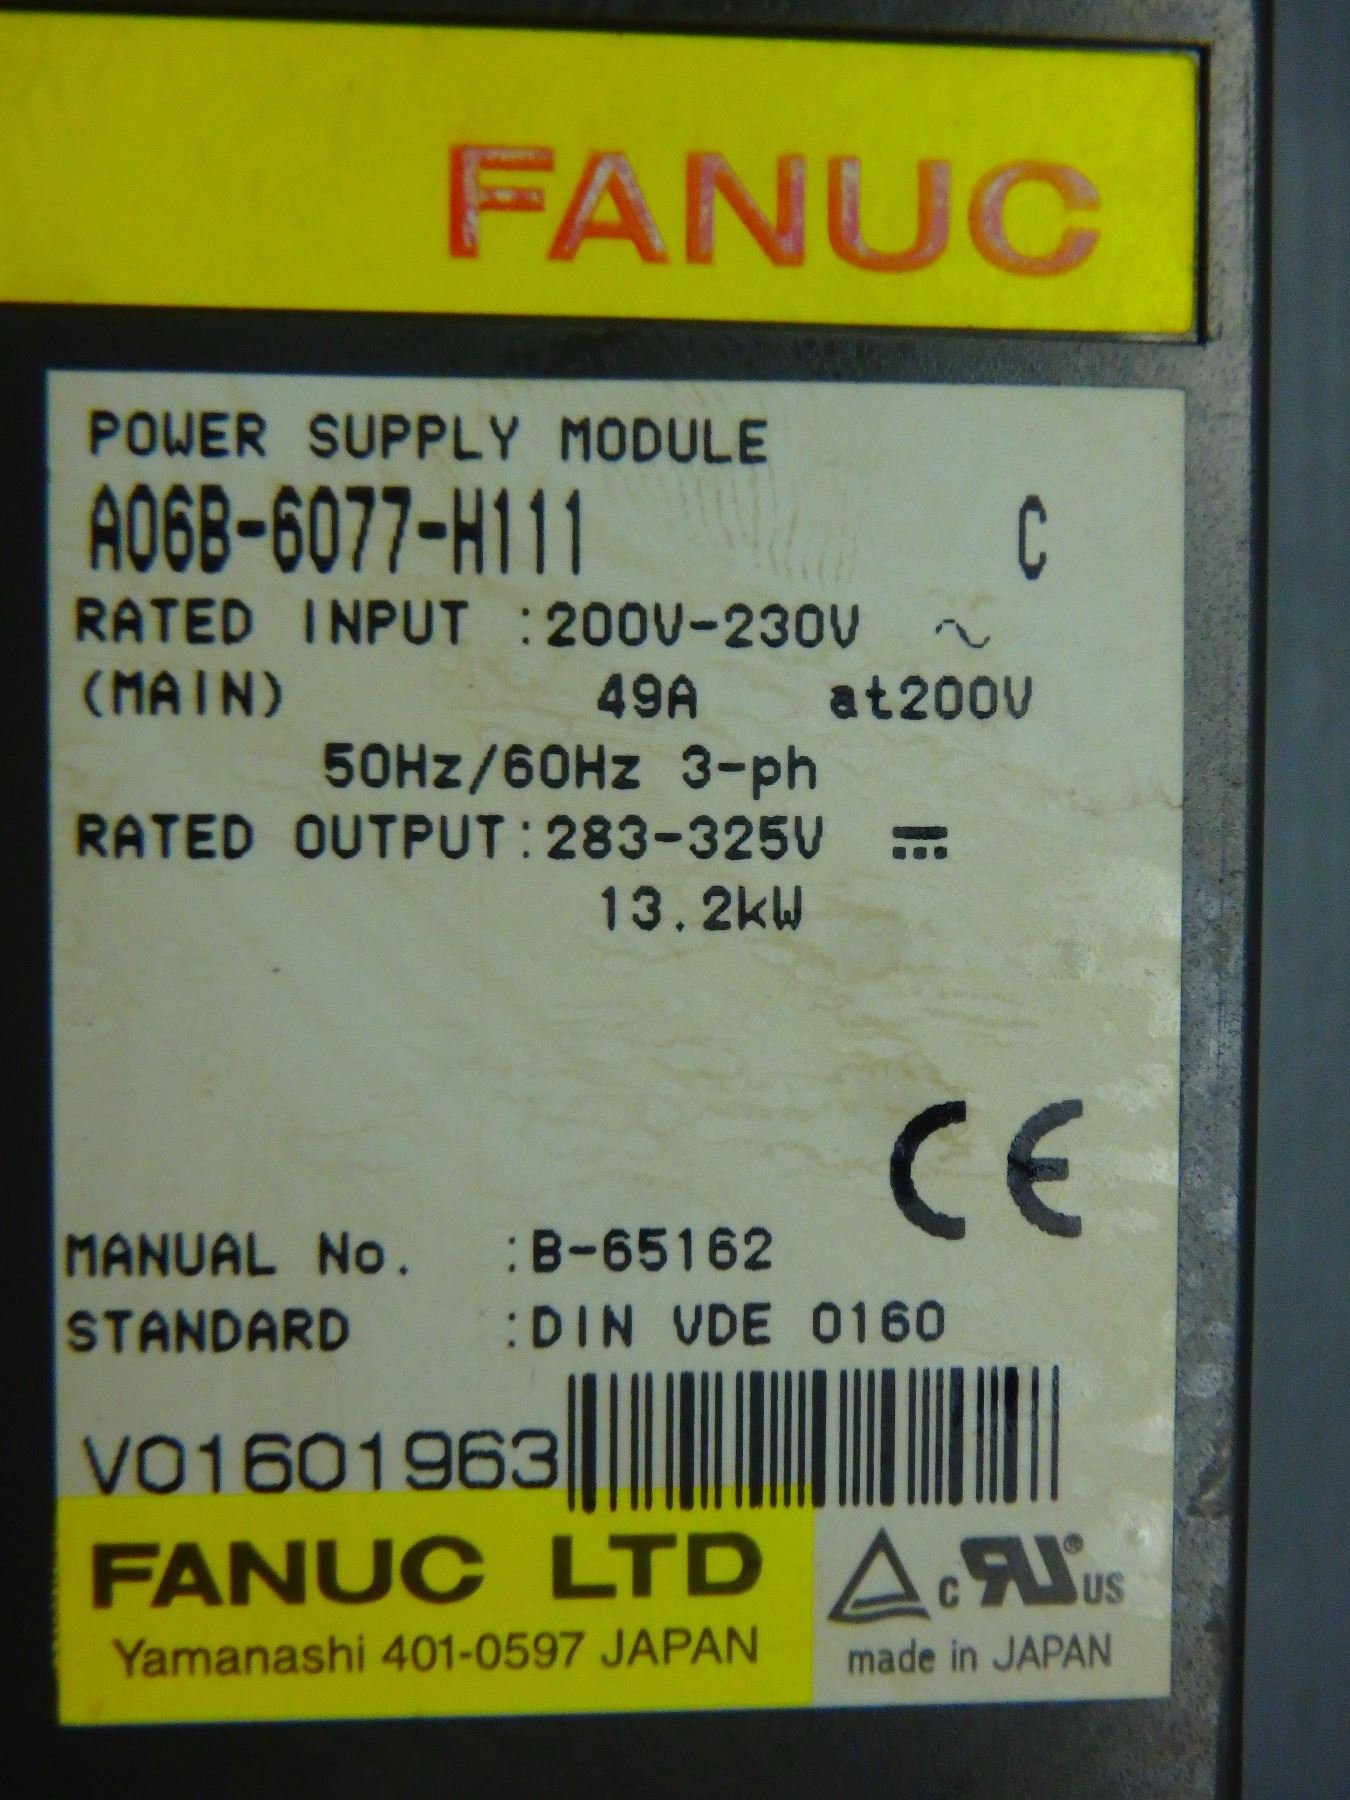 FANUC
POWER SUPPLY MODULE
A06B-6077-H111 C
RATED INPUT :200V-230V ~
(MAIN) 49A at200V
50Hz/60Hz 3-ph
RATED OUTPUT:283-325V ⎓
13.2kW
CE
MANUAL No. :B-65162
STANDARD :DIN VDE 0160
V01601963
FANUC LTD
Yamanashi 401-0597 JAPAN
c RU® US
made in JAPAN